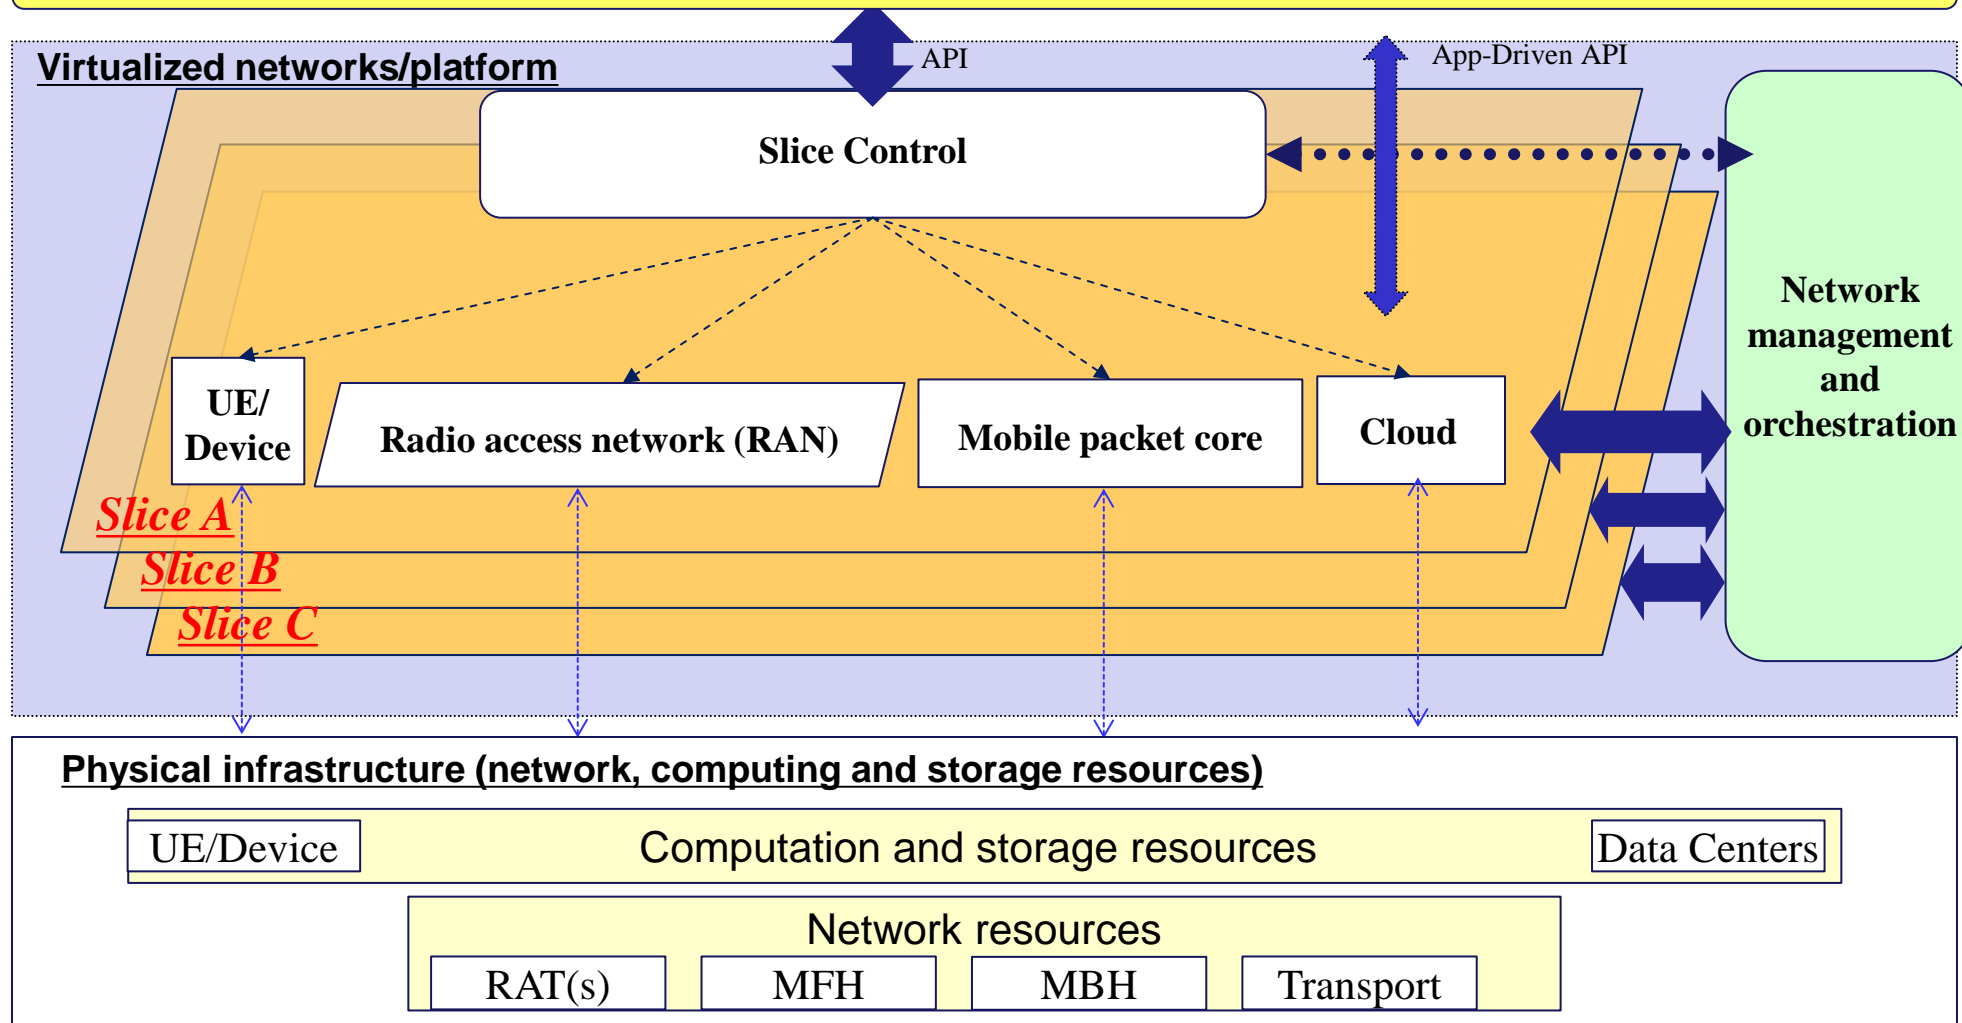 API
App-Driven API
Virtualized networks/platform
Slice Control
Network
management
and
orchestration
UE/
Device
Radio access network (RAN)
Mobile packet core
Cloud
Slice A
Slice B
Slice C
Physical infrastructure (network, computing and storage resources)
UE/Device
Computation and storage resources
Data Centers
Network resources
RAT(s)
MFH
MBH
Transport